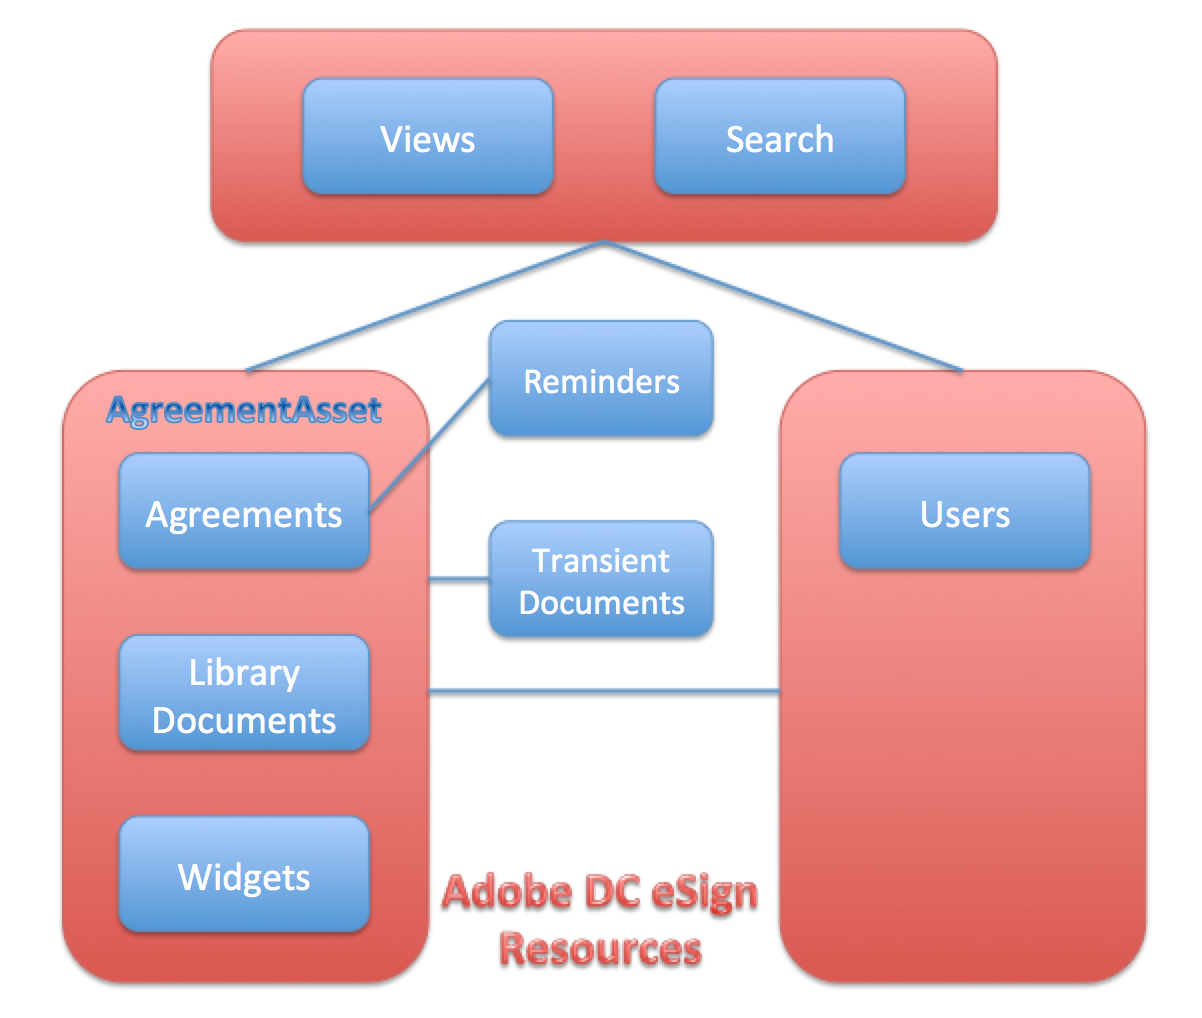 Views
Search
Reminders
AgreementAsset
Agreements
Users
Transient
Documents
Library
Documents
Widgets
Adobe DC eSign
Resources